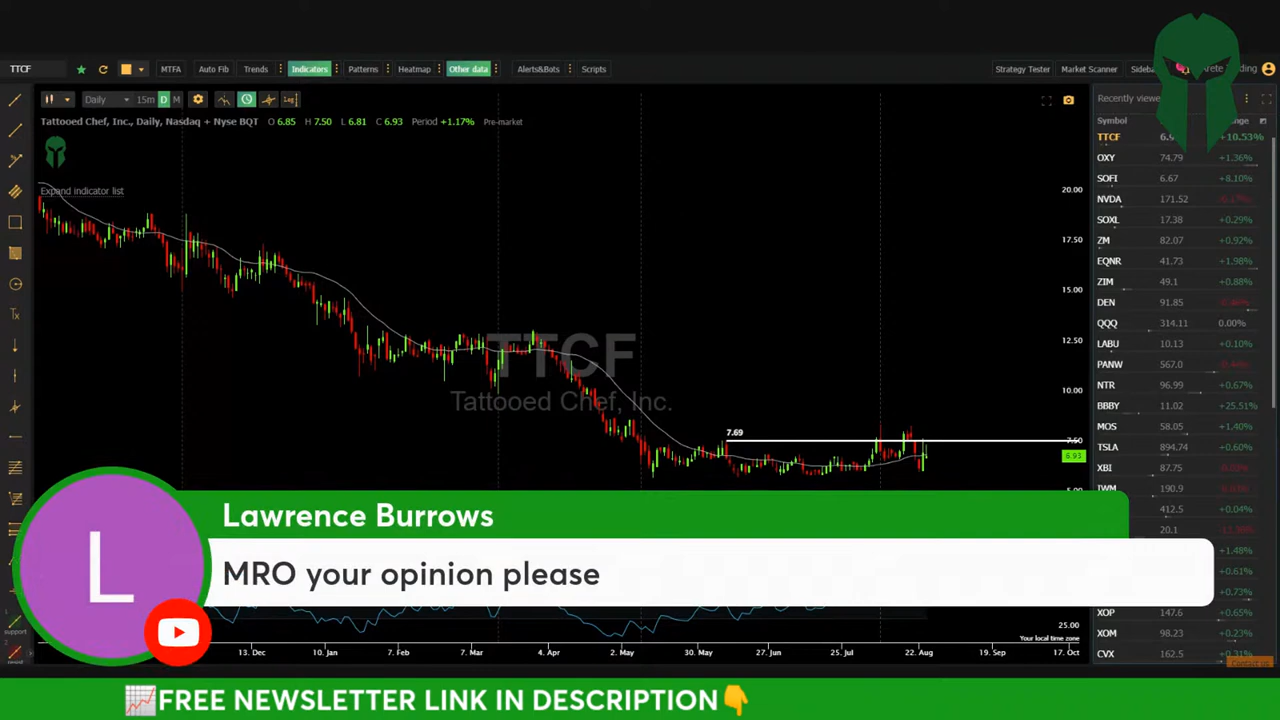 TTCF
MTFA
Auto Fib
Trends
Indicators
Patterns
Heatmap
Other data
Alerts&Bots
Scripts
Strategy Tester
Market Scanner
Daily
15m
D
M
Tattooed Chef, Inc., Daily, Nasdaq + Nyse BQT O 6.85 H 7.50 L 6.81 C 6.93 Period +1.17% Pre-market
Expand indicator list
TTCF
Tattooed Chef, Inc.
7.69
20.00
17.50
15.00
12.50
10.00
7.50
6.93
25.00
Your local time zone
13. Dec
10. Jan
7. Feb
7. Mar
4. Apr
2. May
30. May
27. Jun
25. Jul
22. Aug
19. Sep
17. Oct
Symbol
TTCF +10.53%
OXY 74.79 +1.36%
SOFI 6.67 +8.10%
NVDA 171.52
SOXL 17.38 +0.29%
ZM 82.07 +0.92%
EQNR 41.73 +1.98%
ZIM 49.1 +0.88%
DEN 91.85
QQQ 314.11 0.00%
LABU 10.13 +0.10%
PANW 567.0
NTR 96.99 +0.67%
BBBY 11.02 +25.51%
MOS 58.05 +1.40%
TSLA 894.74 +0.60%
XBI 87.75
IWM 190.9
412.5 +0.04%
20.1
+1.48%
+0.61%
+0.73%
XOP 147.6 +0.65%
XOM 98.23 +0.23%
CVX 162.5 +0.31%
support
L
Lawrence Burrows
MRO your opinion please
FREE NEWSLETTER LINK IN DESCRIPTION